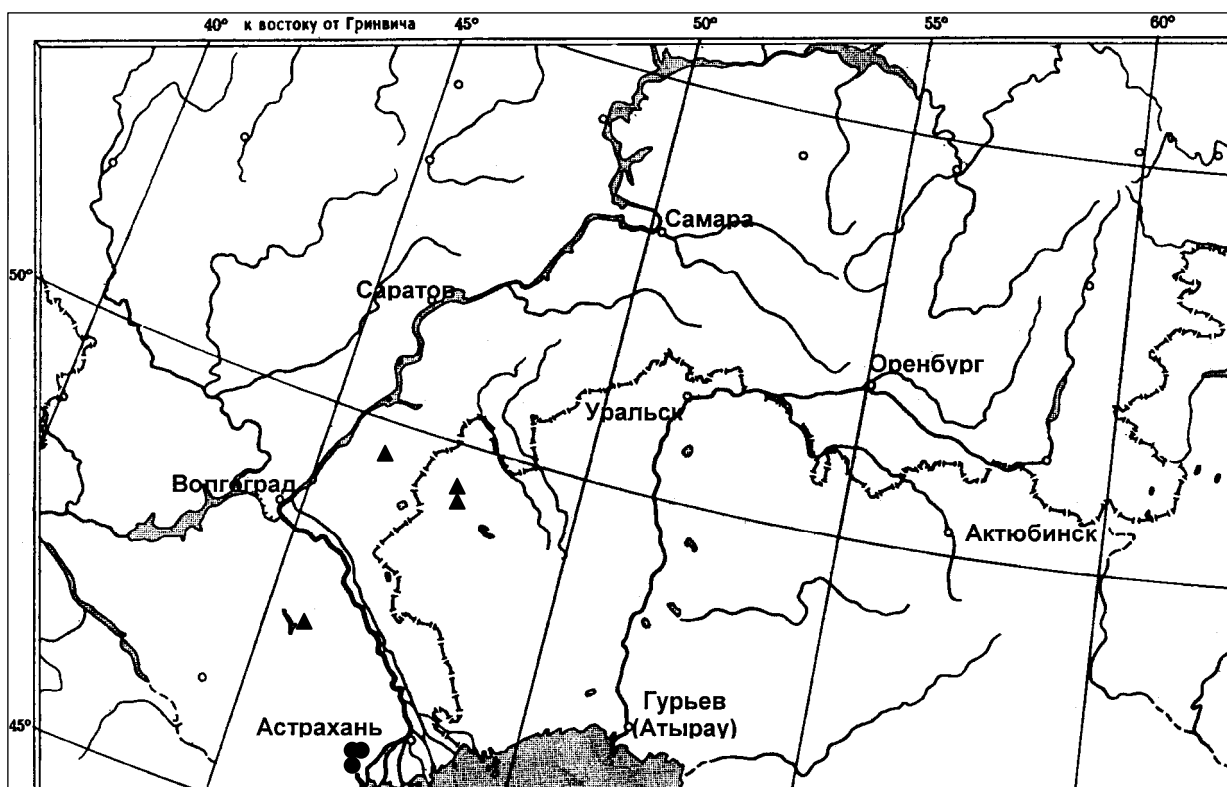 40° к востоку от Гринвича 45° 50° 55° 60°
Самара
50°
Саратов
Оренбург
Уральск
Волгоград
Актюбинск
Гурьев
(Атырау)
Астрахань
45°